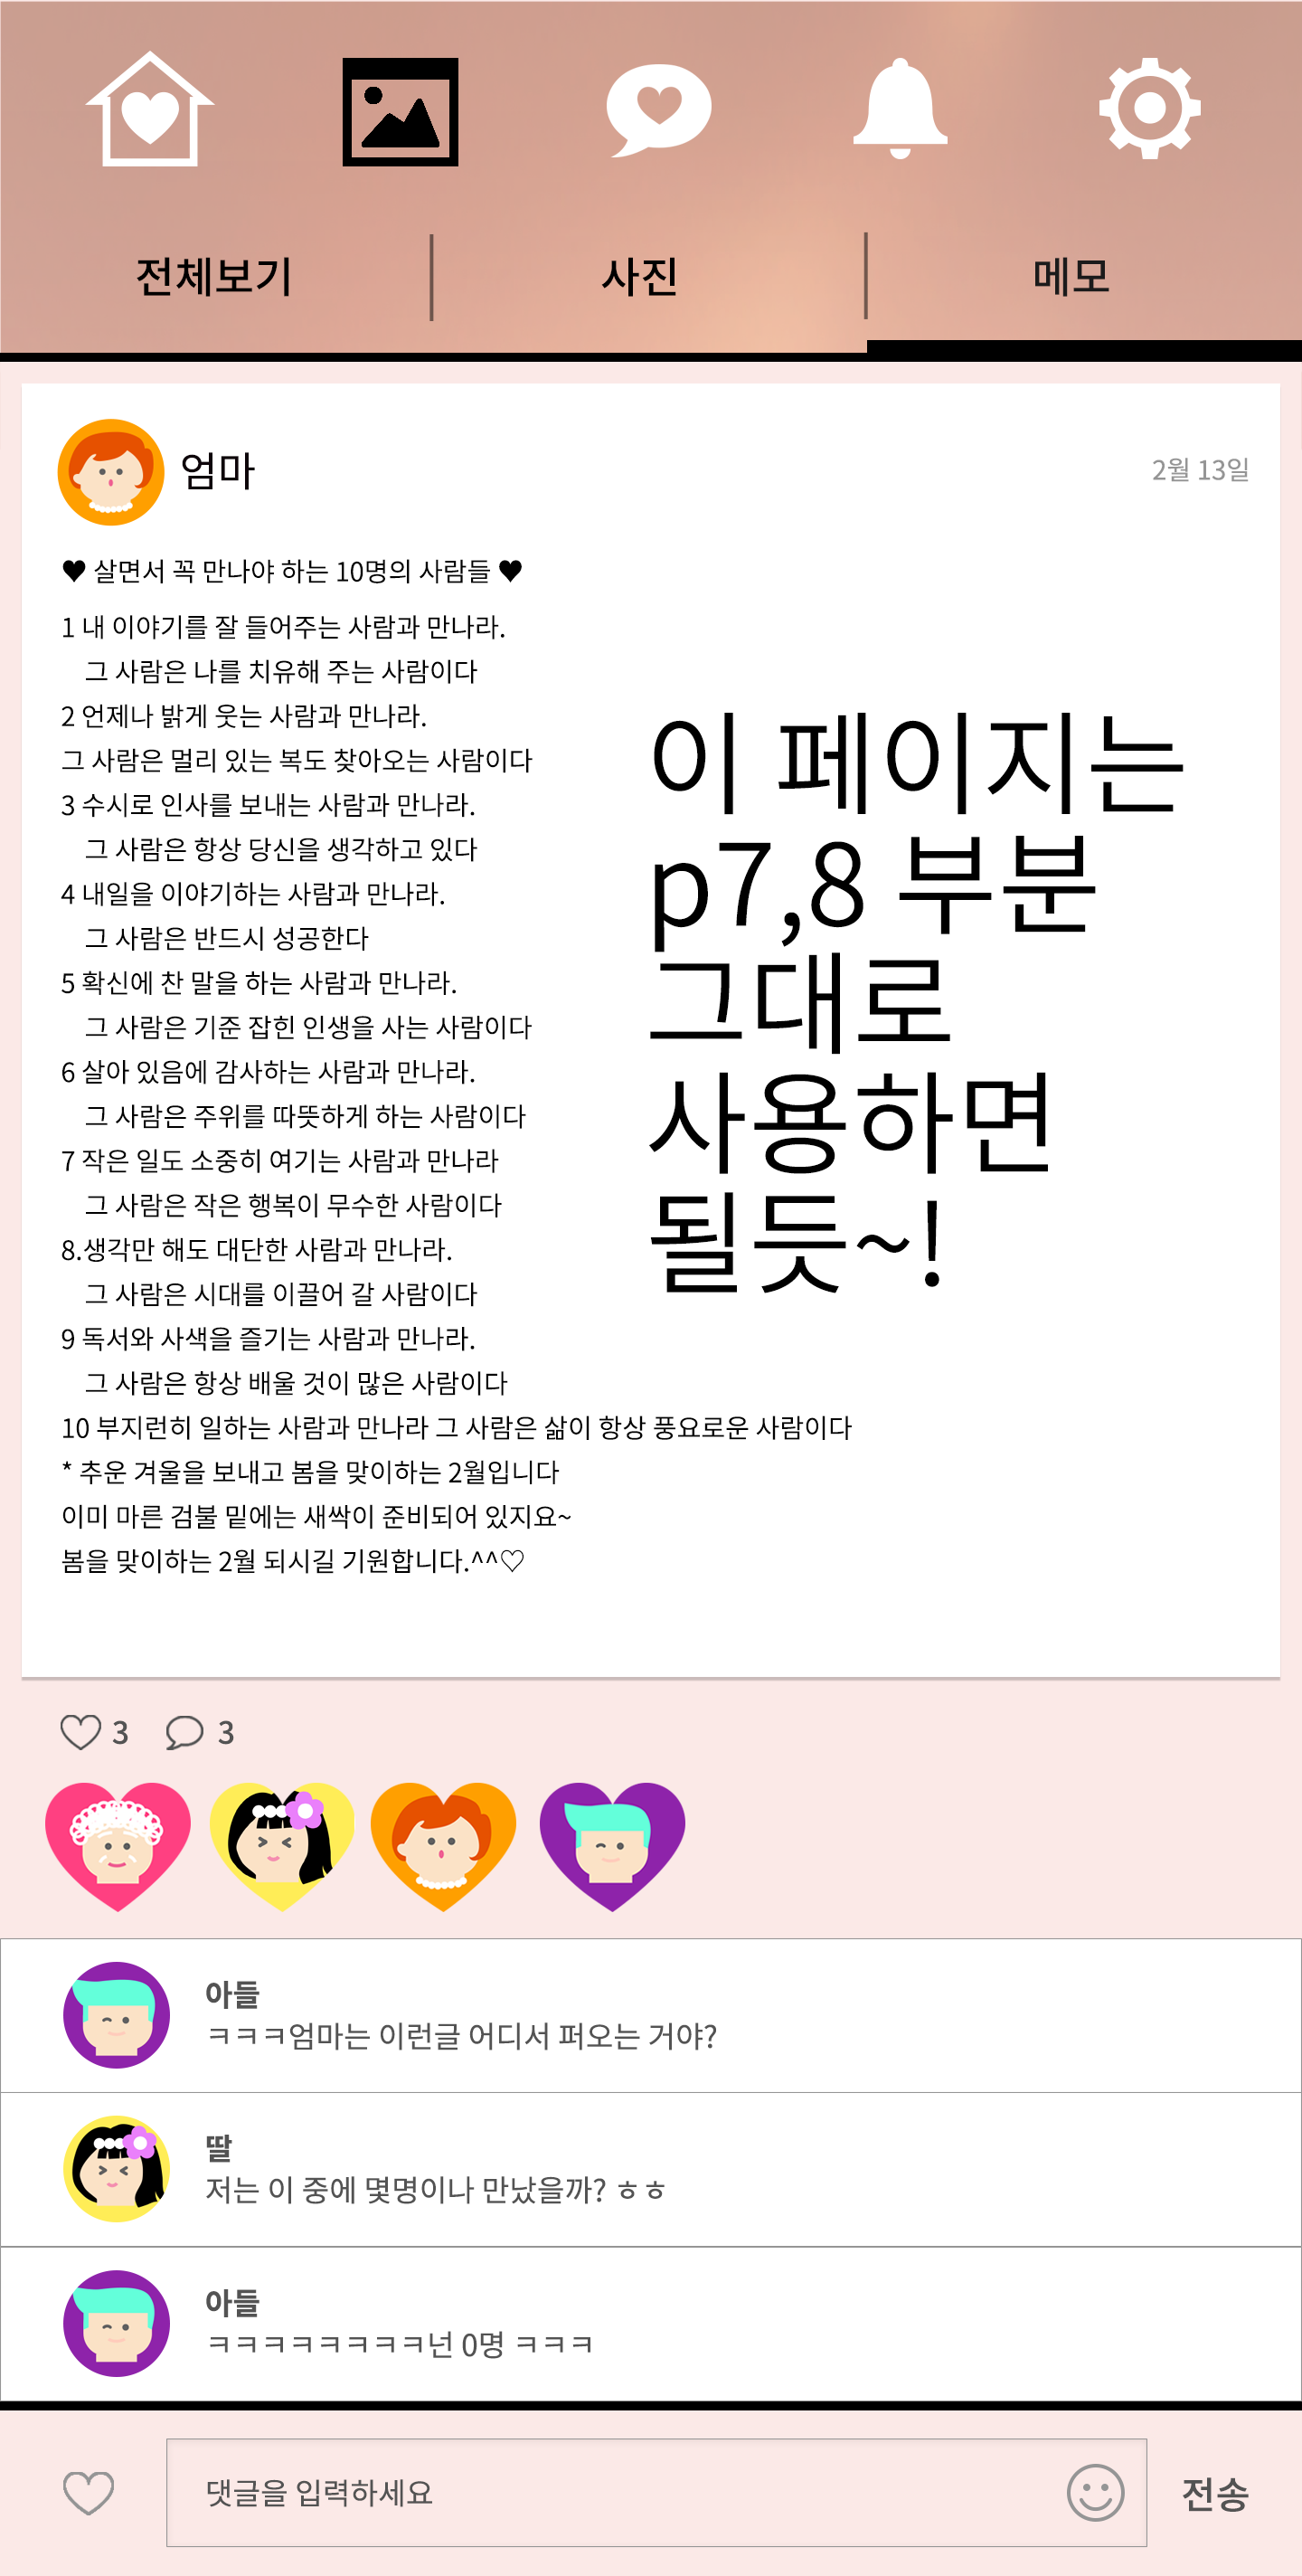 전체보기
사진
메모
엄마
2월 13일
♥ 살면서 꼭 만나야 하는 10명의 사람들 ♥
1 내 이야기를 잘 들어주는 사람과 만나라.
그 사람은 나를 치유해 주는 사람이다
2 언제나 밝게 웃는 사람과 만나라.
그 사람은 멀리 있는 복도 찾아오는 사람이다
3 수시로 인사를 보내는 사람과 만나라.
그 사람은 항상 당신을 생각하고 있다
4 내일을 이야기하는 사람과 만나라.
그 사람은 반드시 성공한다
5 확신에 찬 말을 하는 사람과 만나라.
그 사람은 기준 잡힌 인생을 사는 사람이다
6 살아 있음에 감사하는 사람과 만나라.
그 사람은 주위를 따뜻하게 하는 사람이다
7 작은 일도 소중히 여기는 사람과 만나라
그 사람은 작은 행복이 무수한 사람이다
8.생각만 해도 대단한 사람과 만나라.
그 사람은 시대를 이끌어 갈 사람이다
9 독서와 사색을 즐기는 사람과 만나라.
그 사람은 항상 배울 것이 많은 사람이다
10 부지런히 일하는 사람과 만나라 그 사람은 삶이 항상 풍요로운 사람이다
* 추운 겨울을 보내고 봄을 맞이하는 2월입니다
이미 마른 검불 밑에는 새싹이 준비되어 있지요~
봄을 맞이하는 2월 되시길 기원합니다.^^♡
이 페이지는
p7,8 부분
그대로
사용하면
될듯~!
3
3
아들
ㅋㅋㅋ엄마는 이런글 어디서 퍼오는 거야?
딸
저는 이 중에 몇명이나 만났을까? ㅎㅎ
아들
ㅋㅋㅋㅋㅋㅋㅋㅋ넌 0명 ㅋㅋㅋ
댓글을 입력하세요
전송